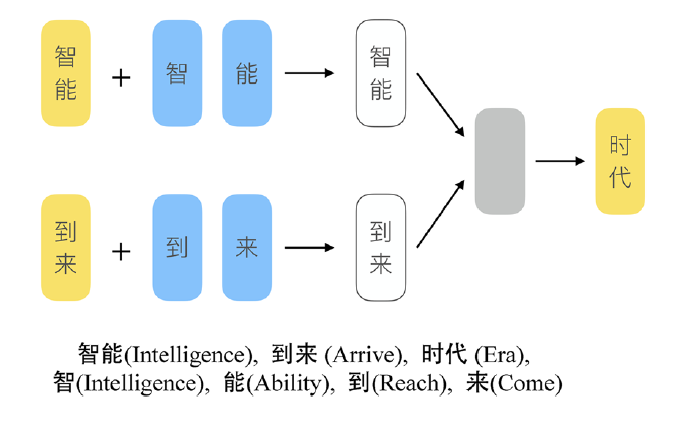 智能 + 智 能 智能
时代
到来 + 到 来 到来
智能(Intelligence), 到来 (Arrive), 时代 (Era),
智(Intelligence), 能(Ability), 到(Reach), 来(Come)